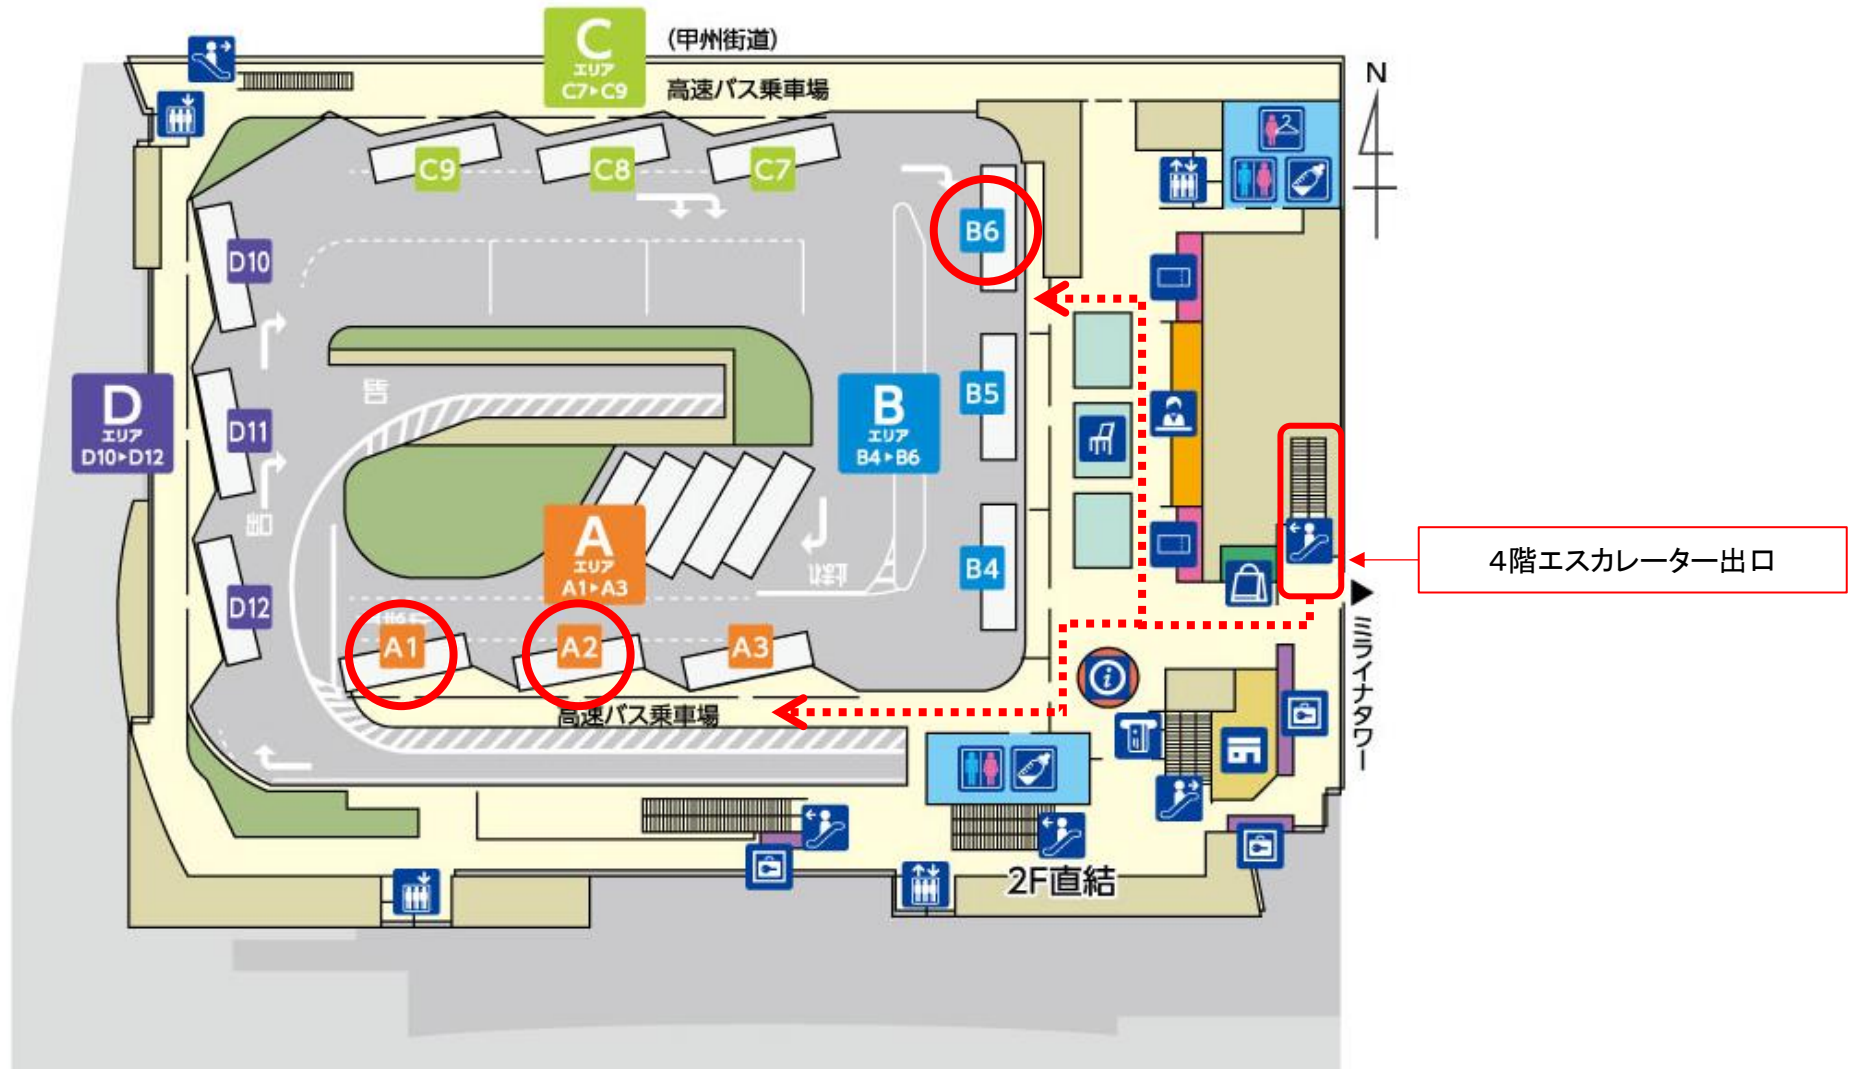 C
エリア
C7▶C9
(甲州街道)
高速バス乗車場
N
C9
C8
C7
B6
D10
D
エリア
D10▶D12
D11
B
エリア
B4▶B6
B5
A
エリア
A1▶A3
B4
4階エスカレーター出口
D12
A1
A2
A3
高速バス乗車場
▶ミライナタワー
2F直結